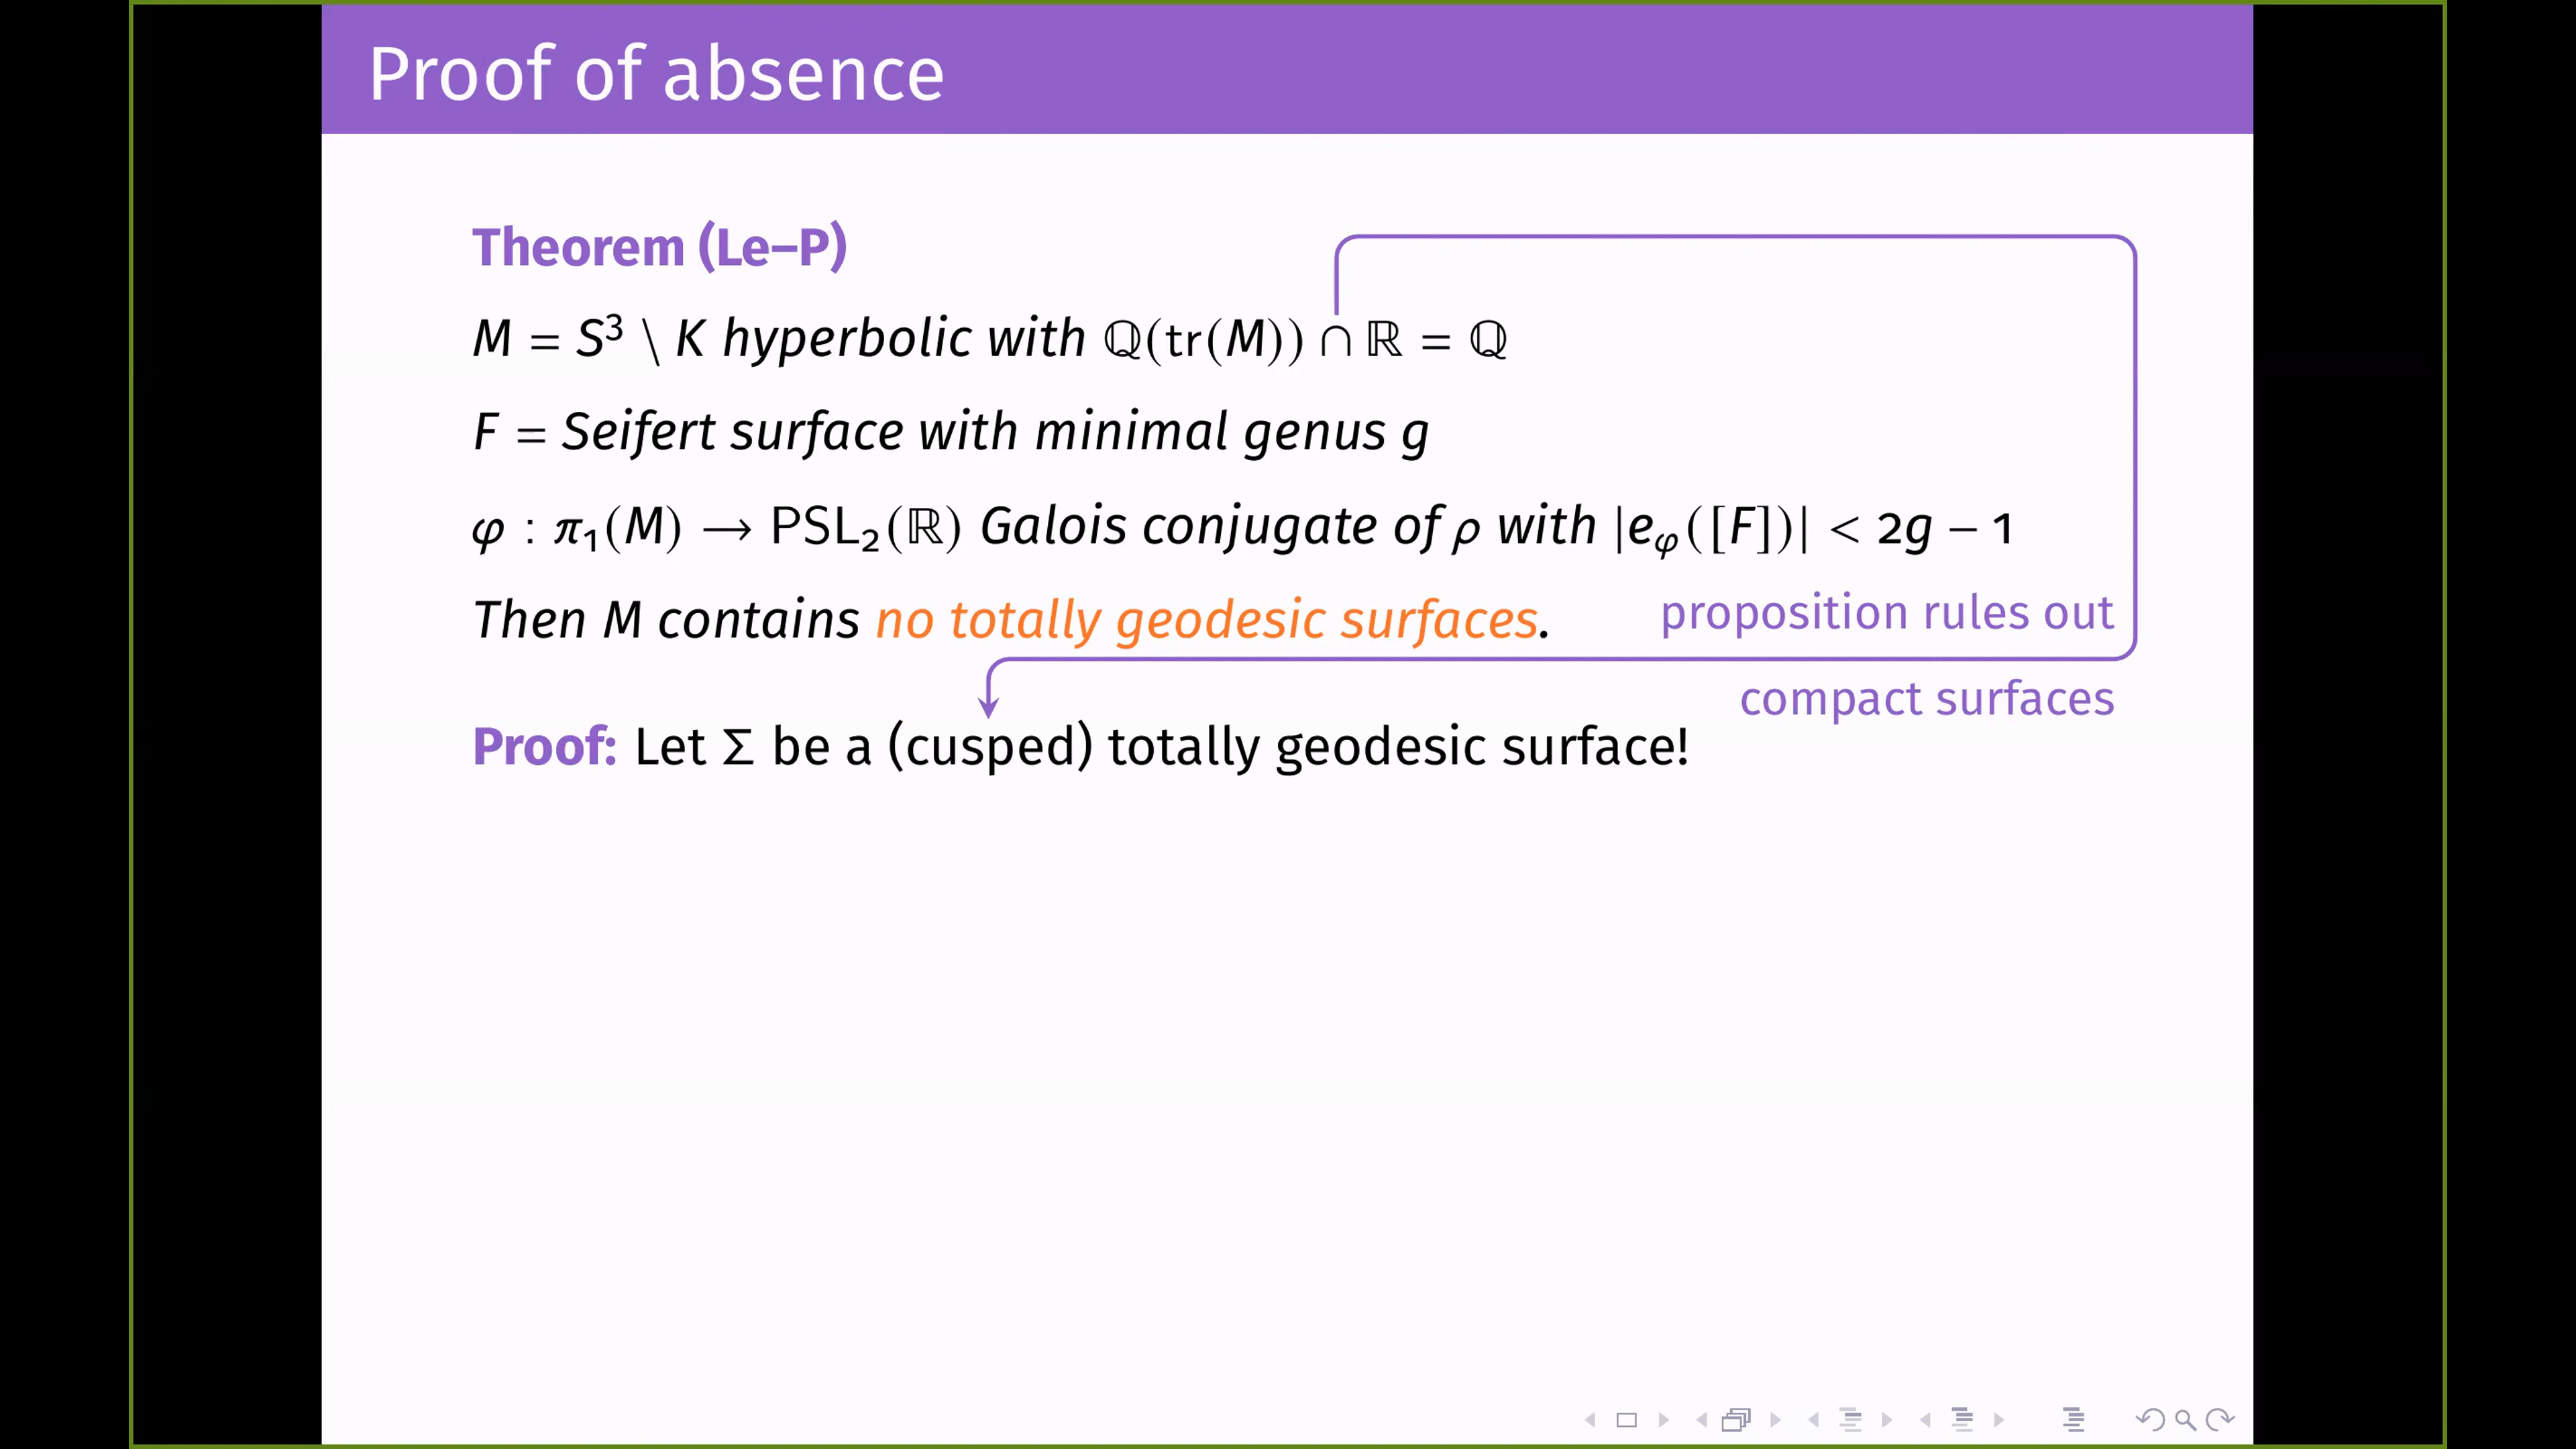 Proof of absence
Theorem (Le–P)
M = S³ \ K hyperbolic with ℚ(tr(M)) ∩ ℝ = ℚ
F = Seifert surface with minimal genus g
φ : π₁(M) → PSL₂(ℝ) Galois conjugate of ρ with |eᵩ([F])| < 2g – 1
Then M contains no totally geodesic surfaces.
proposition rules out
compact surfaces
Proof: Let Σ be a (cusped) totally geodesic surface!